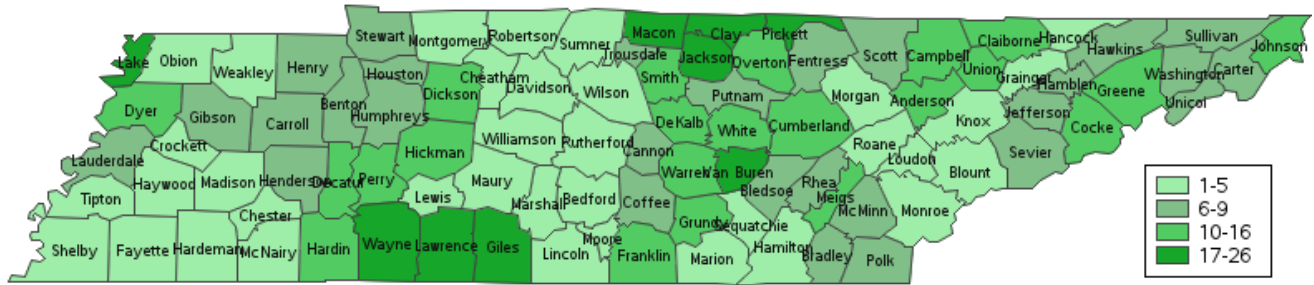 Stewart
Montgomery
Robertson
Sumner
Macon
Clay
Pickett
Trousdale
Scott
Campbell
Claiborne
Hancock
Hawkins
Sullivan
Johnson
Lake
Obion
Weakley
Henry
Houston
Dickson
Cheatham
Davidson
Wilson
Smith
Jackson
Overton
Fentress
Morgan
Anderson
Union
Grainger
Hamblen
Greene
Washington
Carter
Unicol
Dyer
Gibson
Carroll
Benton
Humphreys
Hickman
Williamson
Rutherford
Cannon
DeKalb
Putnam
White
Cumberland
Roane
Loudon
Knox
Jefferson
Cocke
Sevier
Blount
Lauderdale
Crockett
Haywood
Madison
Henderson
Decatur
Perry
Lewis
Maury
Marshall
Bedford
Coffee
Warren
Van Buren
Bledsoe
Rhea
Meigs
McMinn
Monroe
Tipton
Chester
Shelby
Fayette
Hardeman
McNairy
Hardin
Wayne
Lawrence
Giles
Lincoln
Moore
Franklin
Grundy
Sequatchie
Marion
Hamilton
Bradley
Polk
1-5
6-9
10-16
17-26